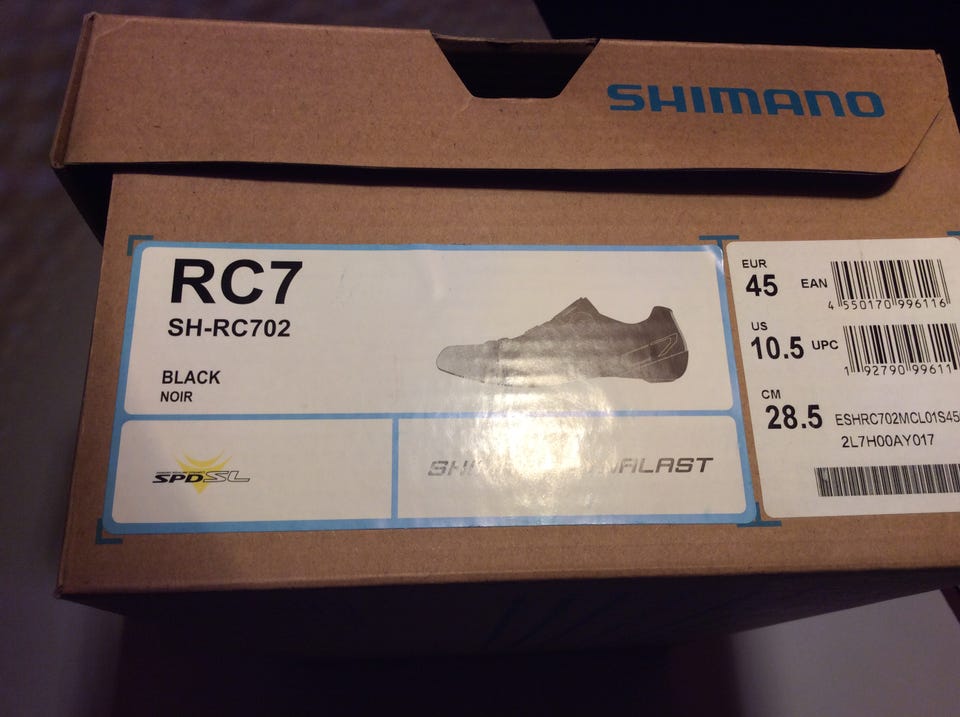 SHIMANO
RC7
SH-RC702
BLACK
NOIR
SPD-SL
ALAST
EUR
45
EAN
4 550170 996116
US
10.5
UPC
1 92790 99611
CM
28.5
ESHRC702MCL01S45
2L7H00AY017